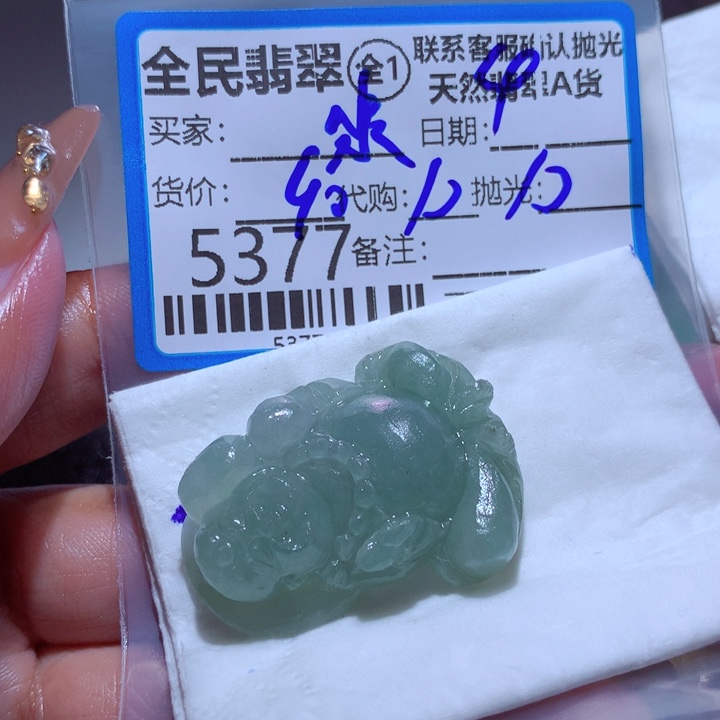 全民翡翠 全1 联系客服确认抛光
天然翡翠A货
买家： 日期：
货价： 代购： 抛光：
5377 备注：
5377